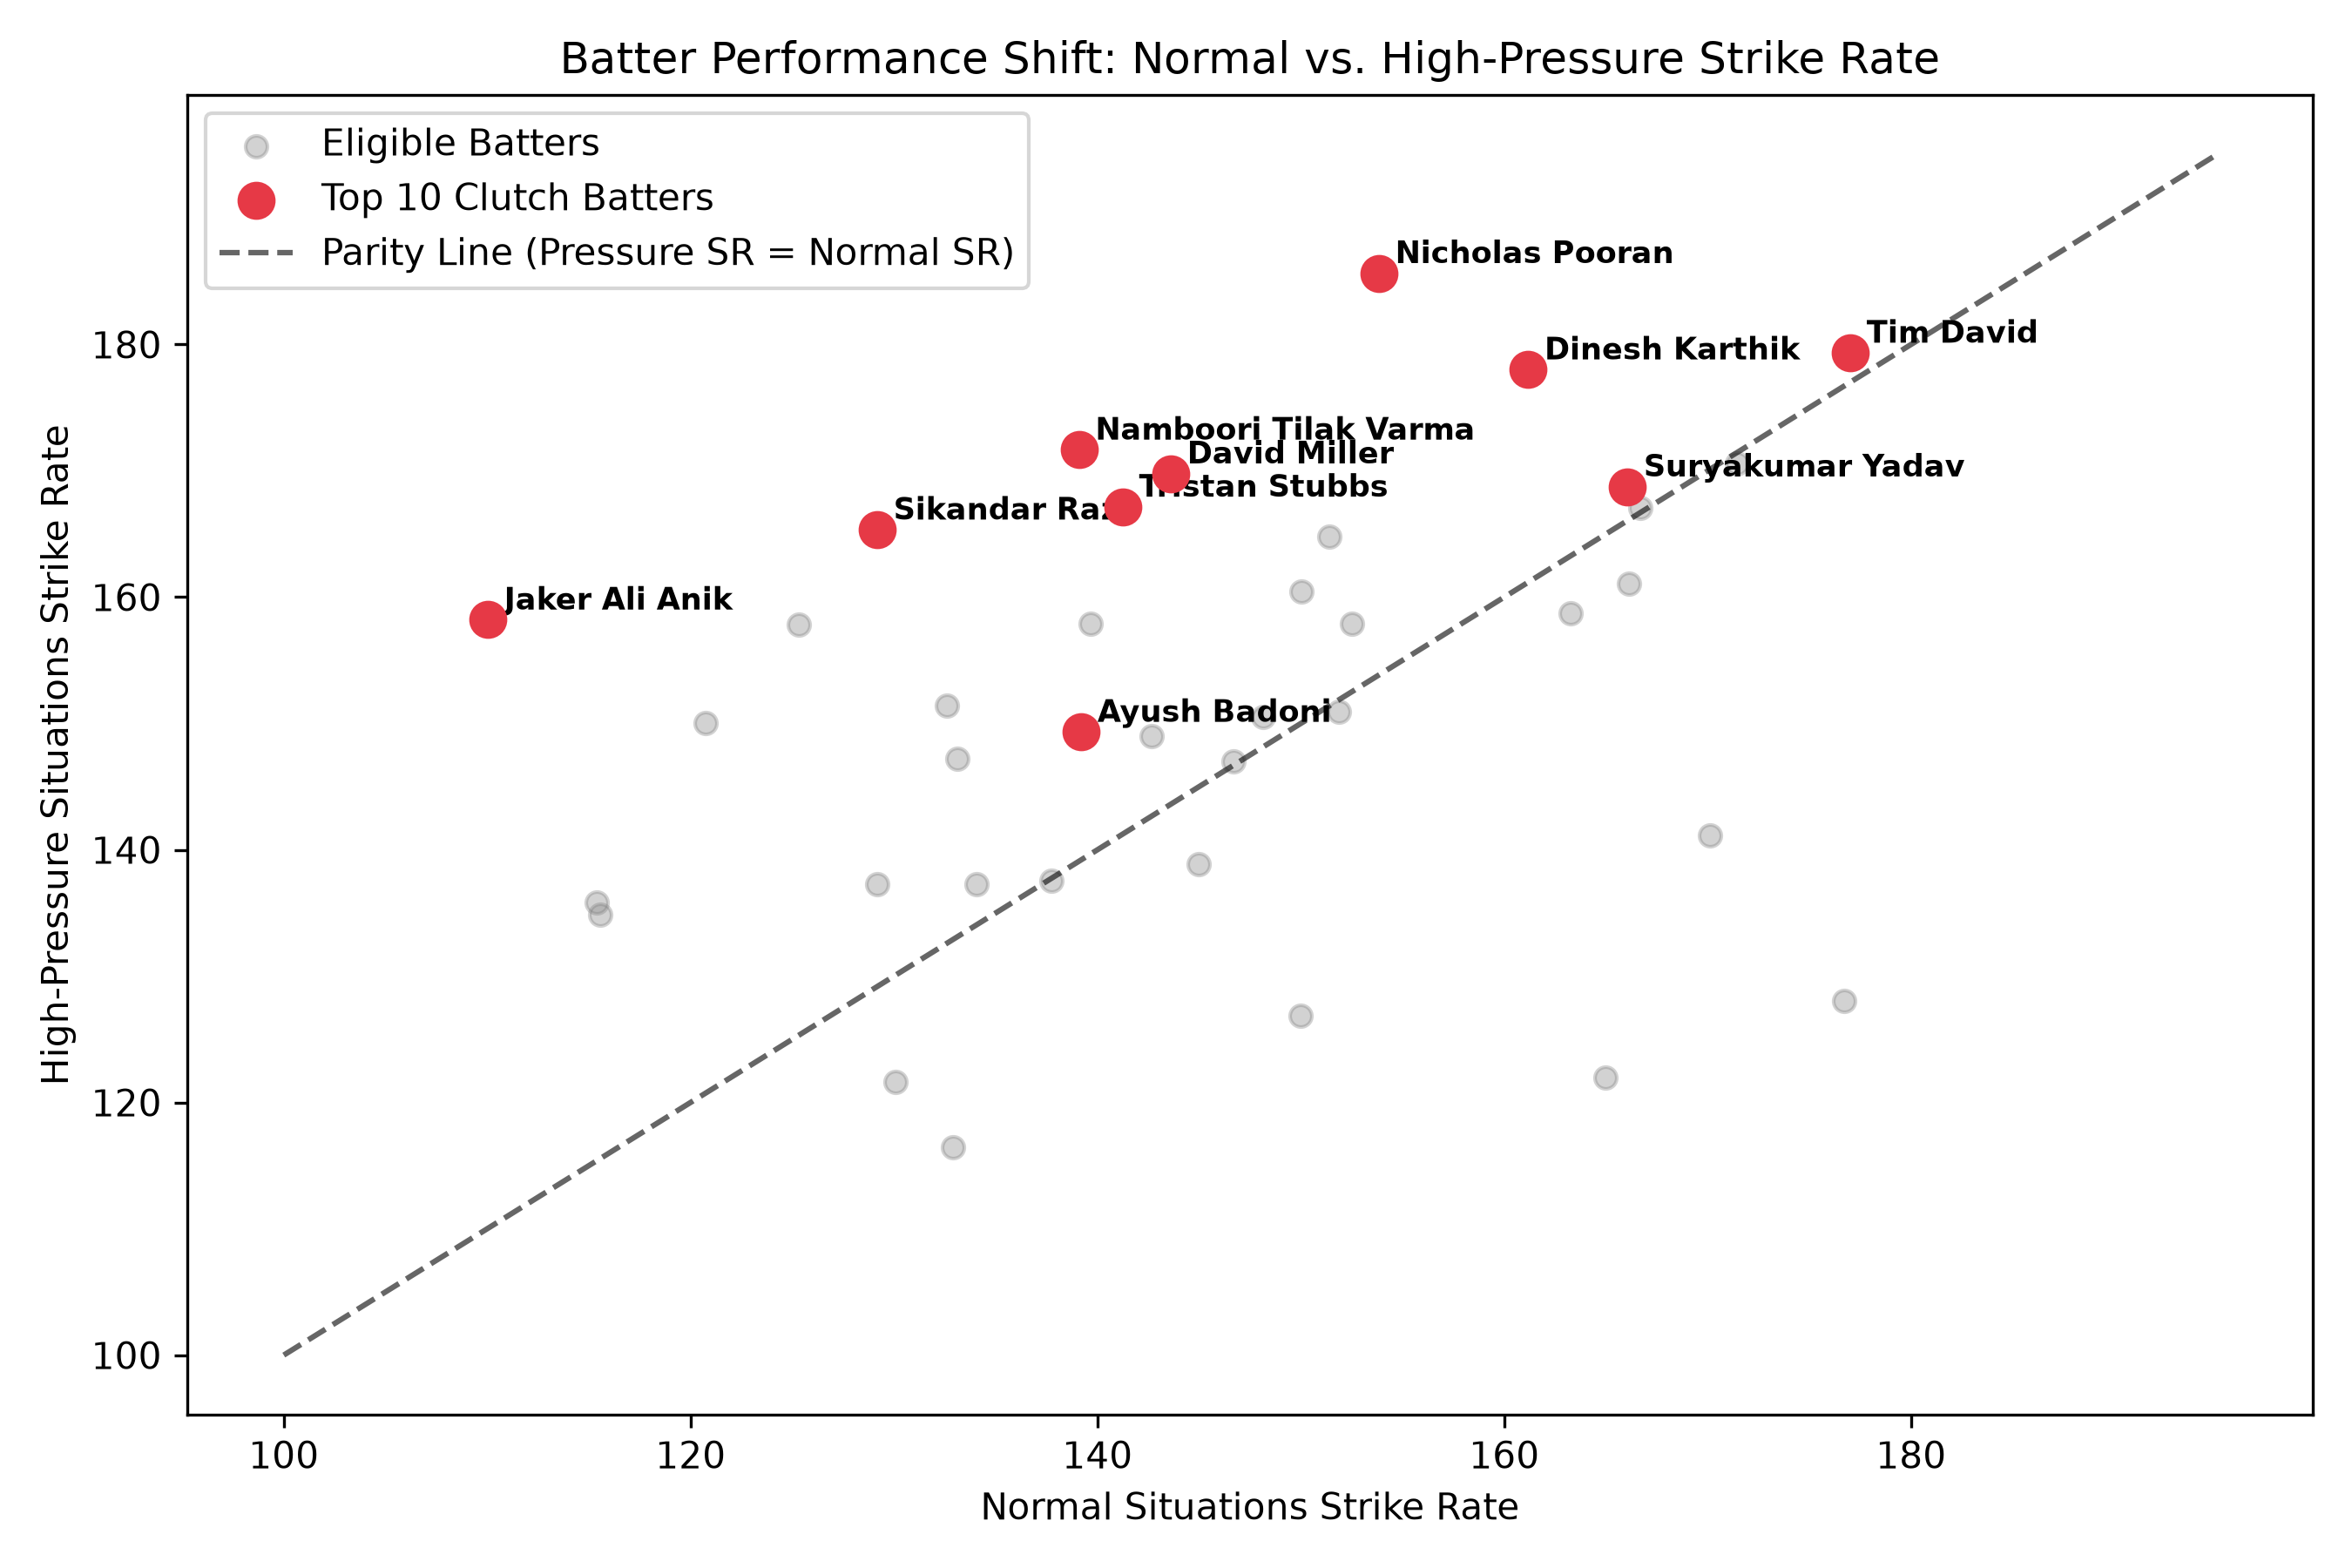 Batter Performance Shift: Normal vs. High-Pressure Strike Rate
Eligible Batters
Top 10 Clutch Batters
Parity Line (Pressure SR = Normal SR)
Nicholas Pooran
Tim David
Dinesh Karthik
Namboori Tilak Varma
David Miller
Suryakumar Yadav
Tristan Stubbs
Sikandar Raz
Jaker Ali Anik
Ayush Badoni
High-Pressure Situations Strike Rate
180
160
140
120
100
100 120 140 160 180
Normal Situations Strike Rate